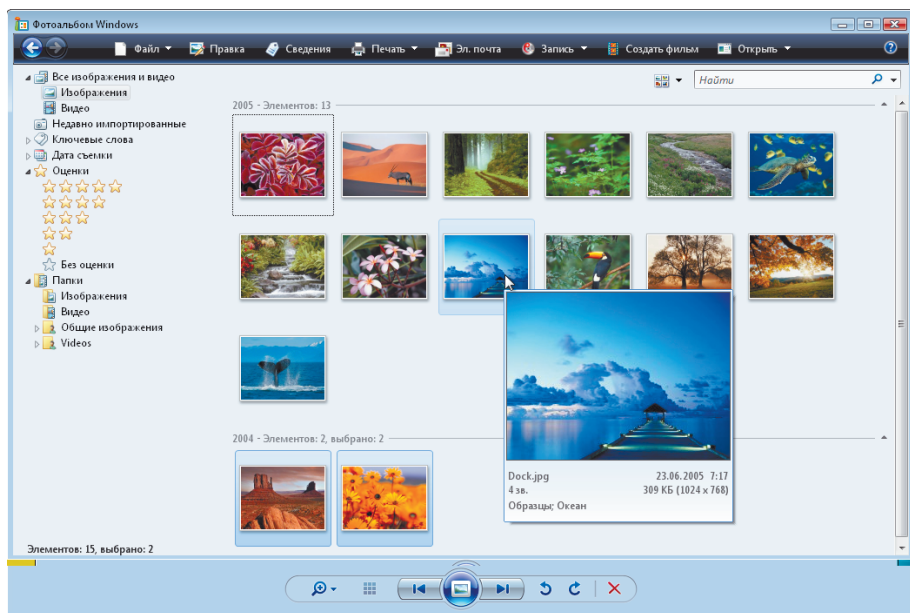 Фотоальбом Windows
Файл Правка Сведения Печать Эл. почта Запись Создать фильм Открыть
Все изображения и видео
Изображения
Видео
Недавно импортированные
Ключевые слова
Дата съемки
Оценки
Без оценки
Папки
Изображения
Видео
Общие изображения
Videos
Найти
2005 - Элементов: 13
Dock.jpg 23.06.2005 7:17
4 зв. 309 КБ (1024 x 768)
Образцы; Океан
2004 - Элементов: 2, выбрано: 2
Элементов: 15, выбрано: 2